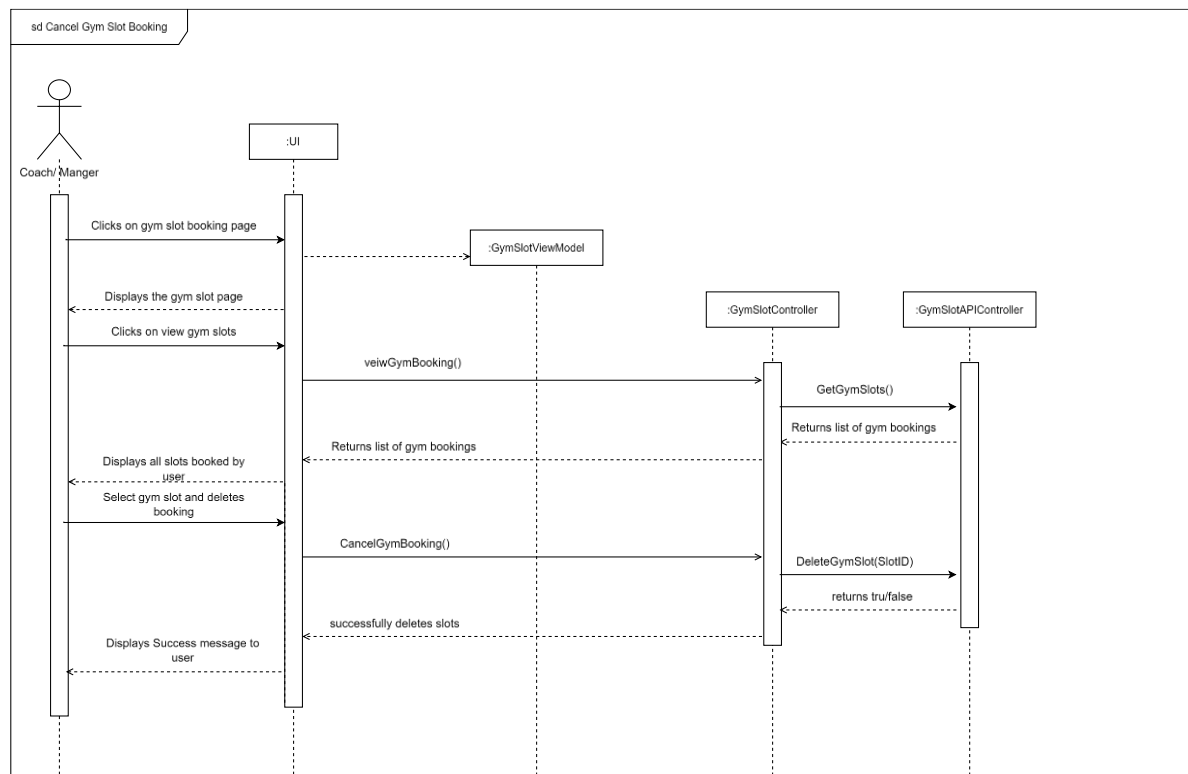 sd Cancel Gym Slot Booking
:UI
Coach/ Manger
Clicks on gym slot booking page
:GymSlotViewModel
Displays the gym slot page
:GymSlotController
:GymSlotAPIController
Clicks on view gym slots
veiwGymBooking()
GetGymSlots()
Returns list of gym bookings
Returns list of gym bookings
Displays all slots booked by
user
Select gym slot and deletes
booking
CancelGymBooking()
DeleteGymSlot(SlotID)
returns tru/false
successfully deletes slots
Displays Success message to
user